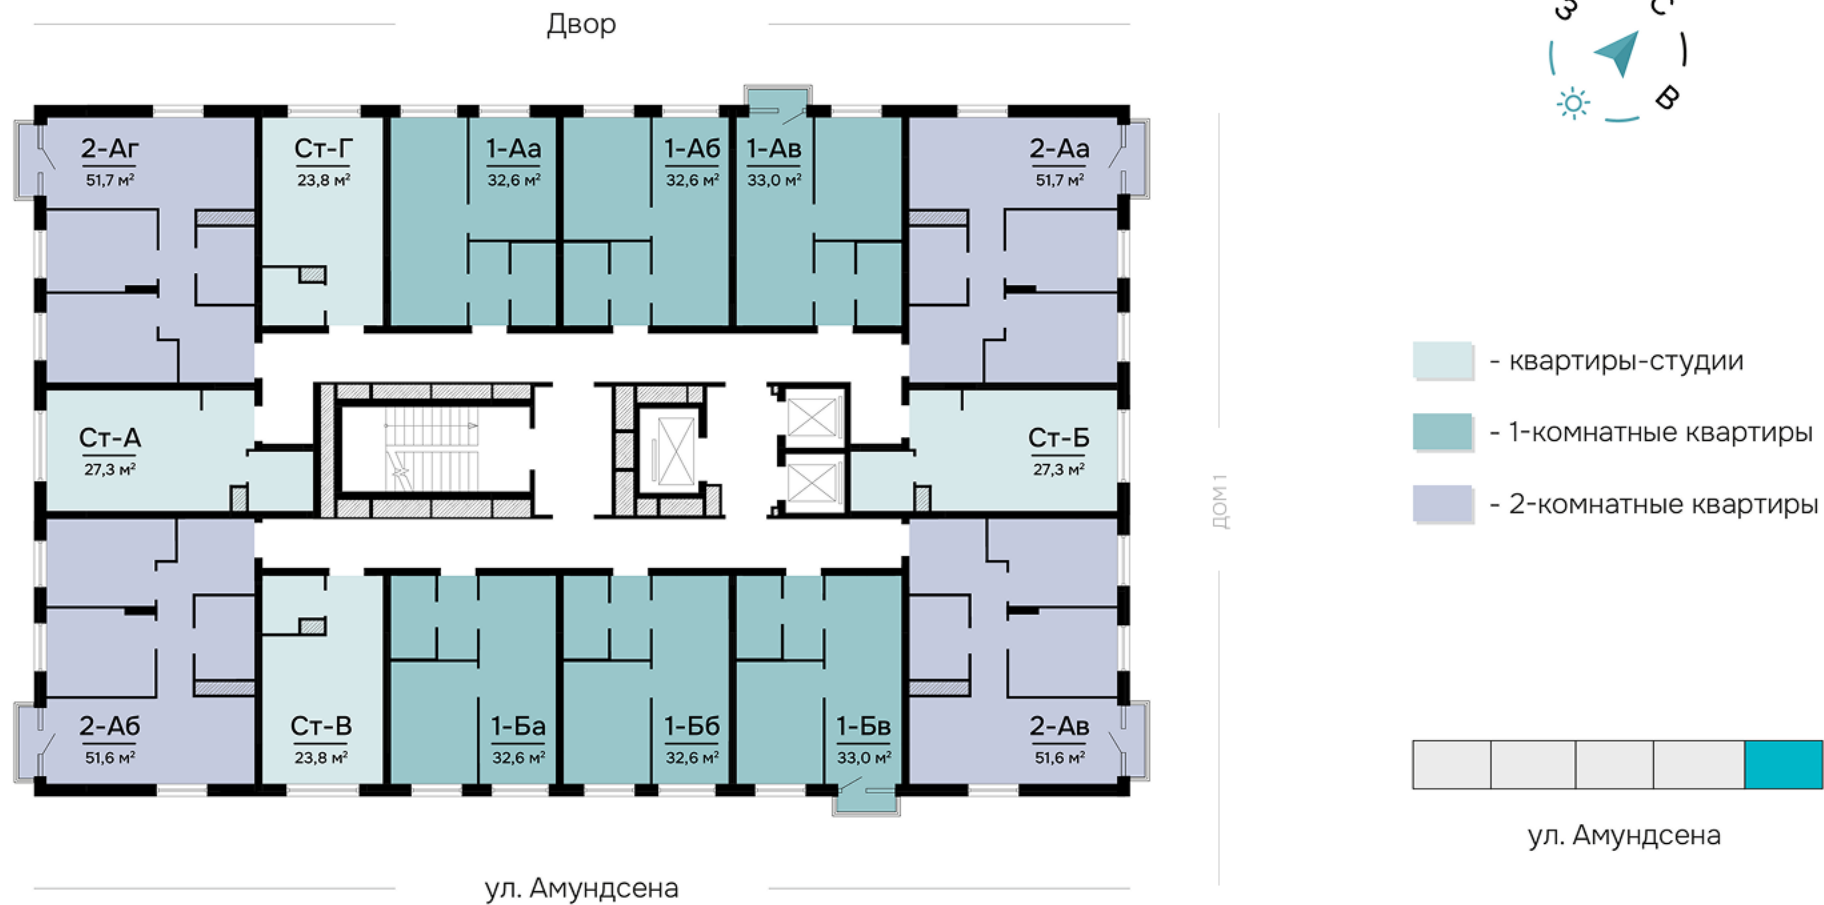 Двор
З
С
В
2-Аг
51,7 м²
Ст-Г
23,8 м²
1-Аа
32,6 м²
1-Аб
32,6 м²
1-Ав
33,0 м²
2-Аа
51,7 м²
Ст-А
27,3 м²
Ст-Б
27,3 м²
2-Аб
51,6 м²
Ст-В
23,8 м²
1-Ба
32,6 м²
1-Бб
32,6 м²
1-Бв
33,0 м²
2-Ав
51,6 м²
ул. Амундсена
ДОМ 1
- квартиры-студии
- 1-комнатные квартиры
- 2-комнатные квартиры
ул. Амундсена